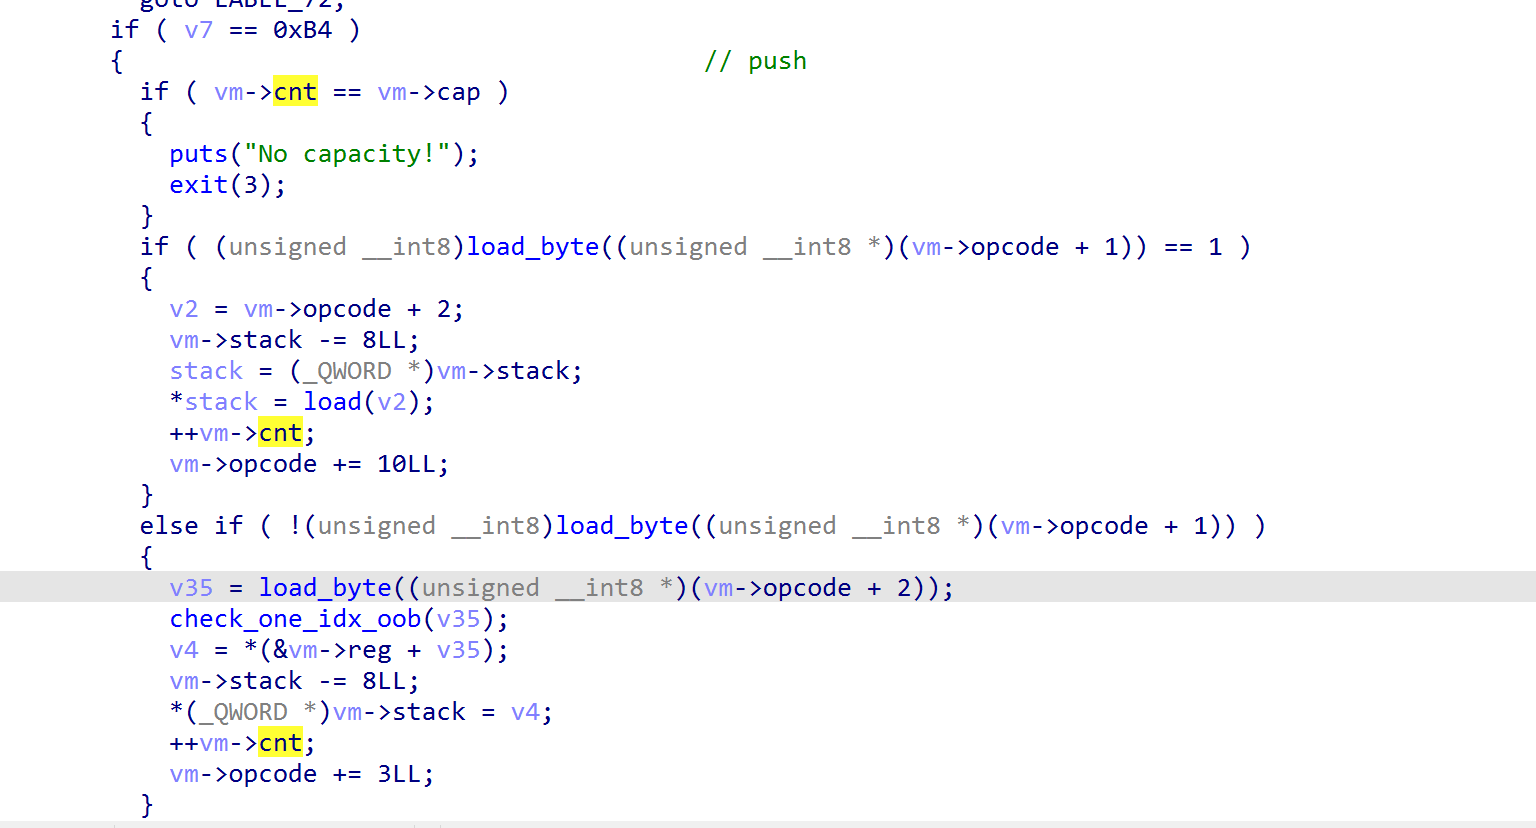 goto LABEL_72;
if ( v7 == 0xB4 )
{ // push
if ( vm->cnt == vm->cap )
{
puts("No capacity!");
exit(3);
}
if ( (unsigned __int8)load_byte((unsigned __int8 *)(vm->opcode + 1)) == 1 )
{
v2 = vm->opcode + 2;
vm->stack -= 8LL;
stack = (_QWORD *)vm->stack;
*stack = load(v2);
++vm->cnt;
vm->opcode += 10LL;
}
else if ( !(unsigned __int8)load_byte((unsigned __int8 *)(vm->opcode + 1)) )
{
v35 = load_byte((unsigned __int8 *)(vm->opcode + 2));
check_one_idx_oob(v35);
v4 = *(&vm->reg + v35);
vm->stack -= 8LL;
*(_QWORD *)vm->stack = v4;
++vm->cnt;
vm->opcode += 3LL;
}